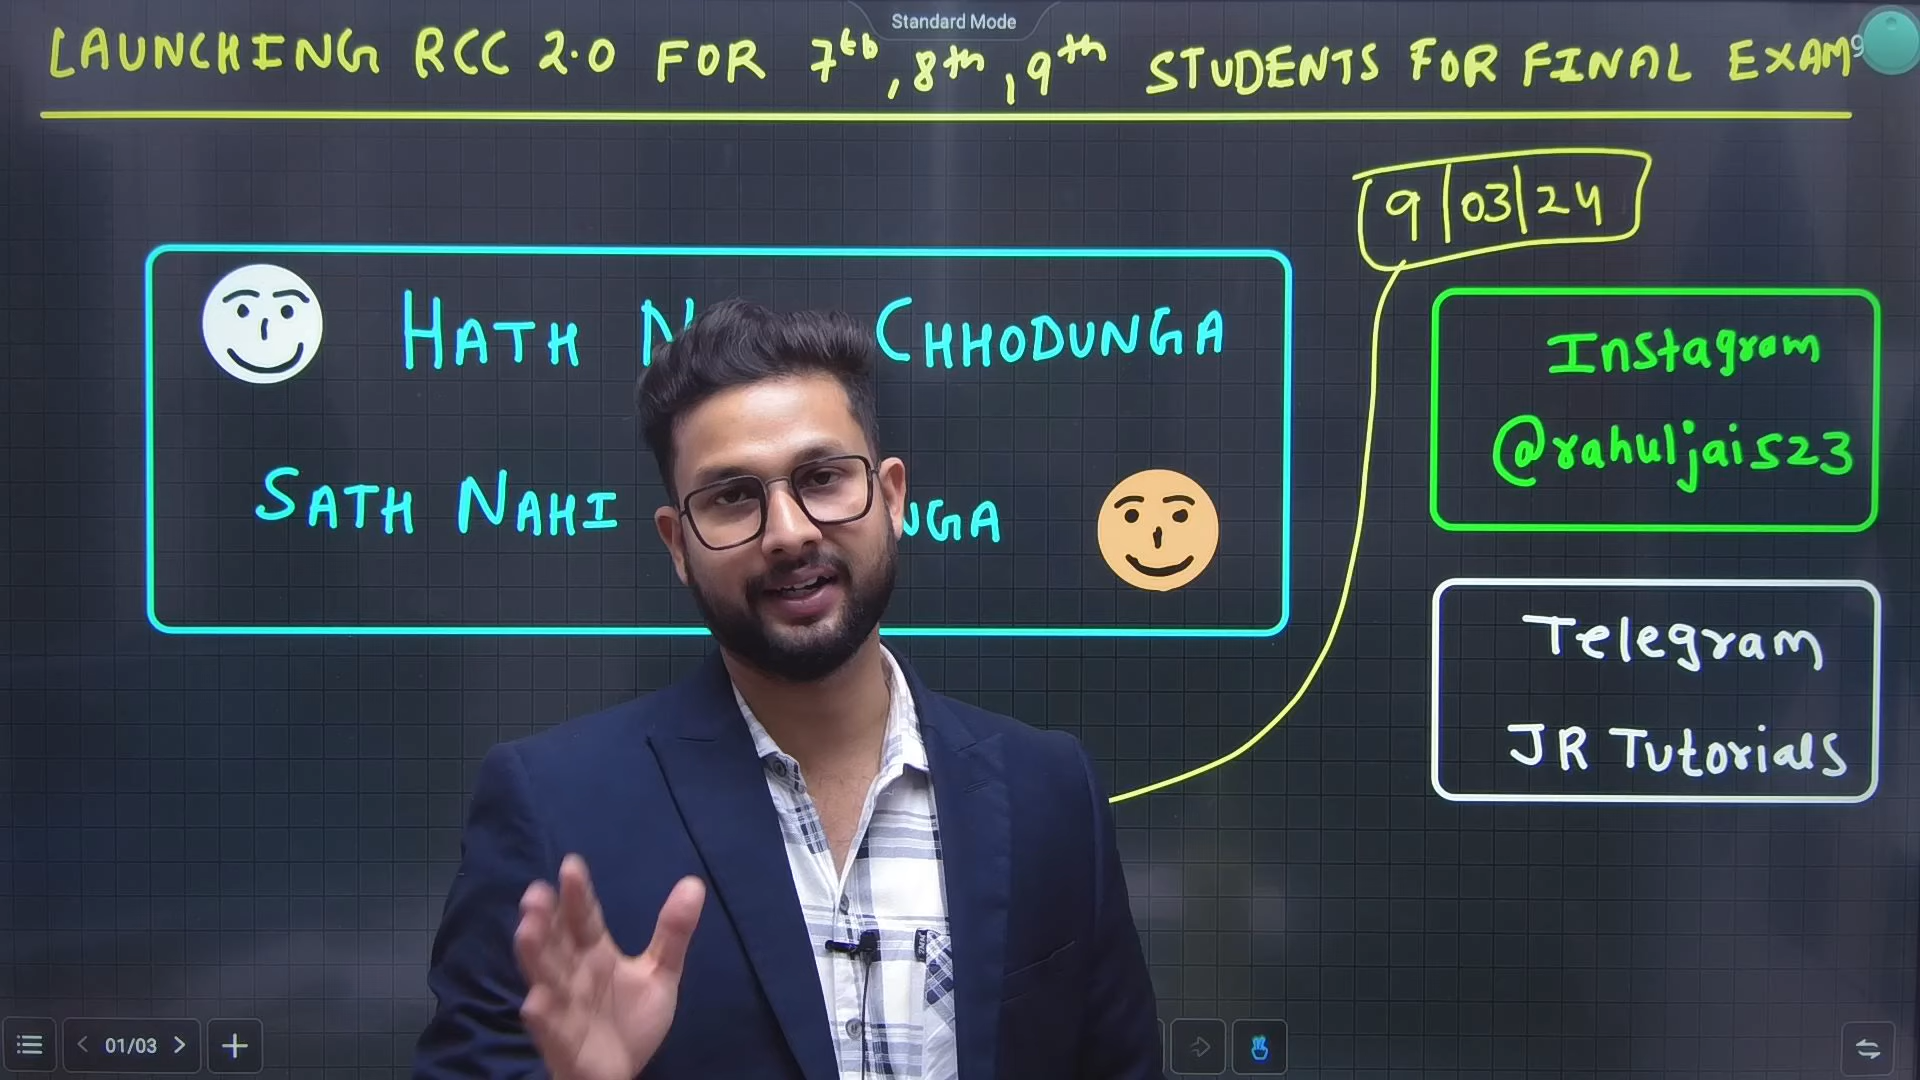 Standard Mode
LAUNCHING RCC 2.0 FOR 7th, 8th, 9th STUDENTS FOR FINAL EXAM
9|03|24
HATH CHHODUNGA
SATH NAHI
Instagram
@rahuljais23
Telegram
JR Tutorials
01/03